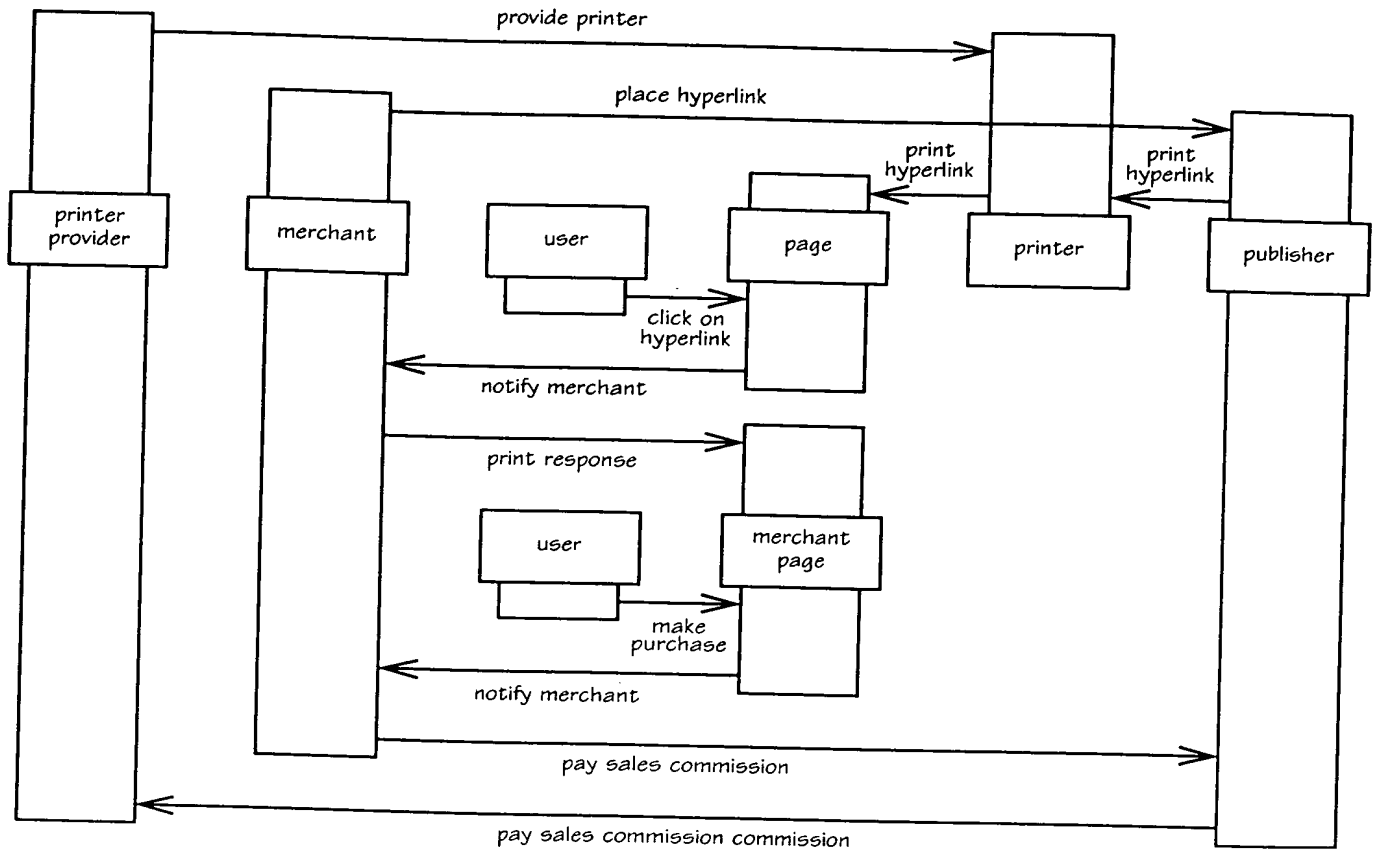 provide printer
place hyperlink
print
hyperlink
print
hyperlink
printer
provider
merchant
user
page
printer
publisher
click on
hyperlink
notify merchant
print response
user
merchant
page
make
purchase
notify merchant
pay sales commission
pay sales commission commission